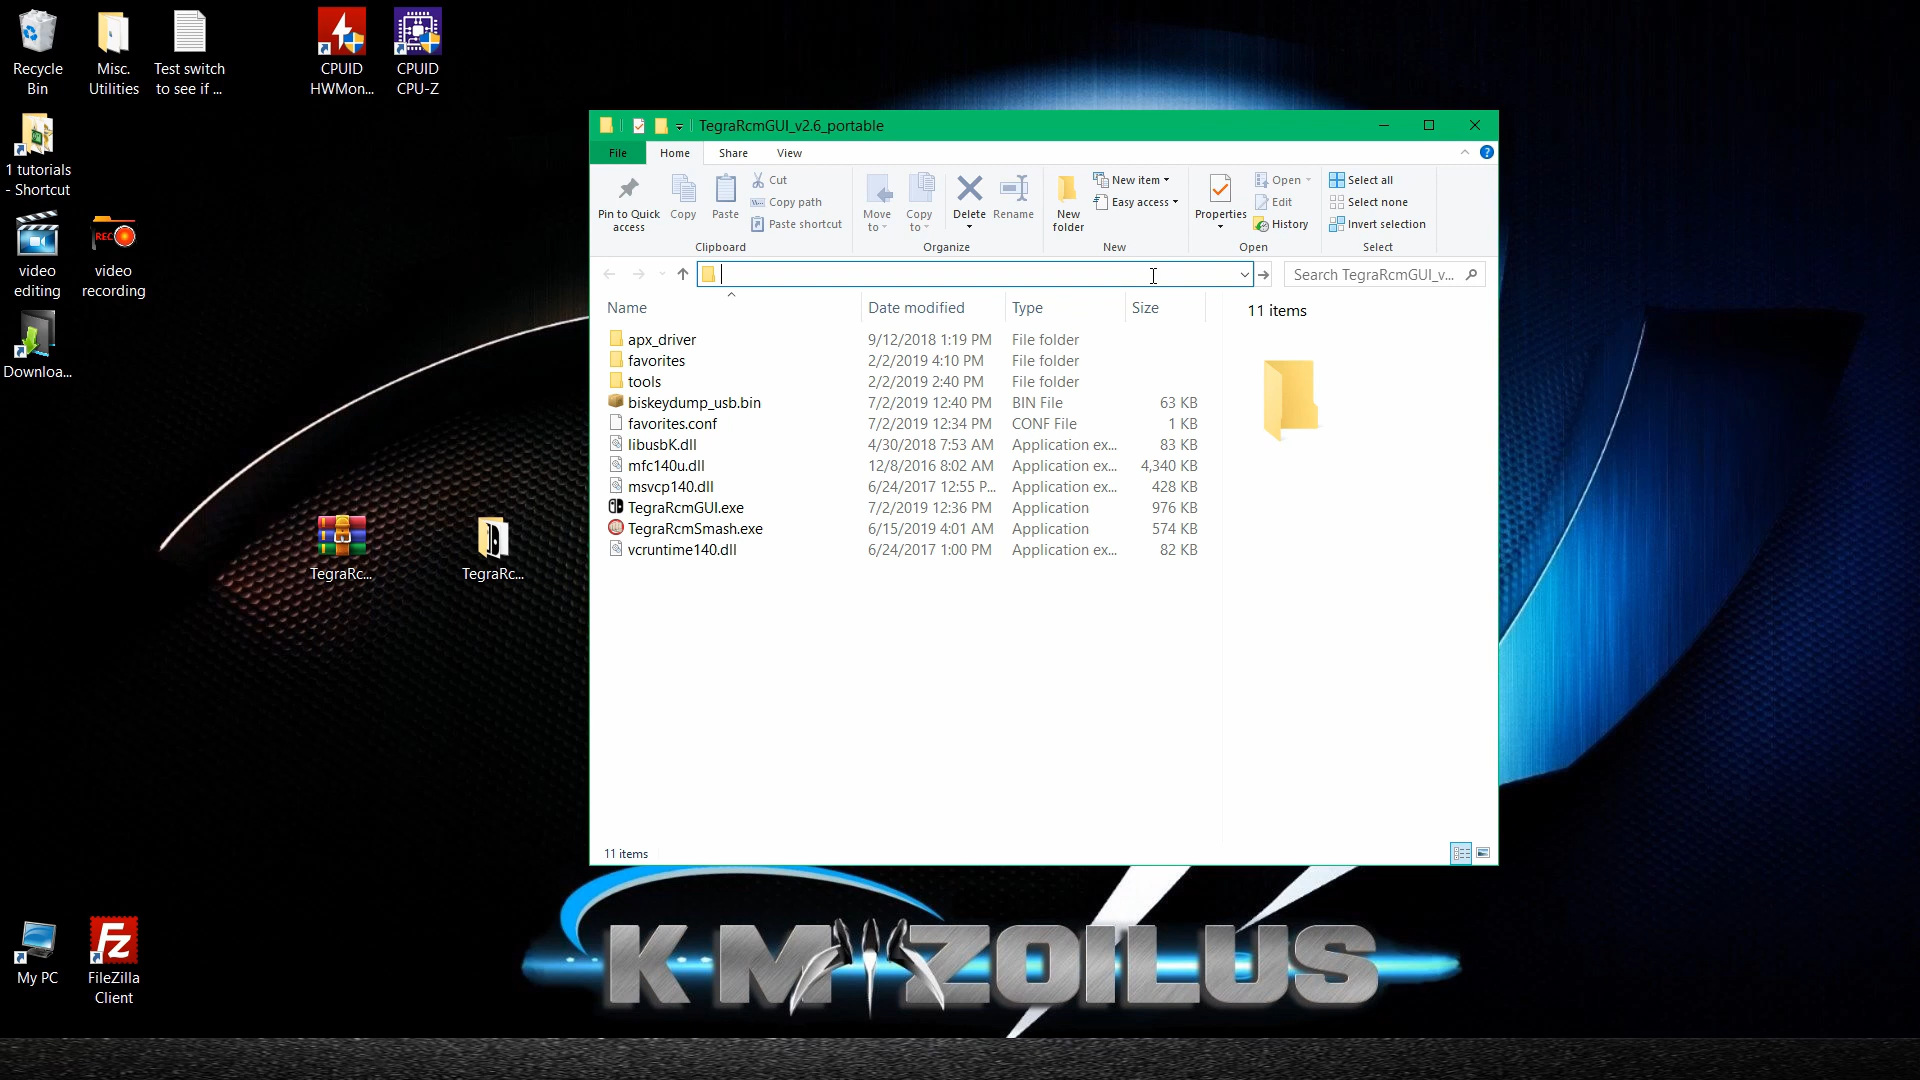 Recycle
Bin
Misc.
Utilities
Test switch
to see if ...
CPUID
HWMon...
CPUID
CPU-Z
1 tutorials
- Shortcut
video
editing
REC
video
recording
Downloa...
TegraRc...
TegraRc...
My PC
Fz
FileZilla
Client
TegraRcmGUI_v2.6_portable
File Home Share View
Pin to Quick
access
Copy
Paste
Cut
Copy path
Paste shortcut
Clipboard
Move
to
Copy
to
Delete
Rename
Organize
New
folder
New item
Easy access
New
Properties
Open
Edit
History
Open
Select all
Select none
Invert selection
Select
Search TegraRcmGUI_v...
Name Date modified Type Size
apx_driver 9/12/2018 1:19 PM File folder
favorites 2/2/2019 4:10 PM File folder
tools 2/2/2019 2:40 PM File folder
biskeydump_usb.bin 7/2/2019 12:40 PM BIN File 63 KB
favorites.conf 7/2/2019 12:34 PM CONF File 1 KB
libusbK.dll 4/30/2018 7:53 AM Application ex... 83 KB
mfc140u.dll 12/8/2016 8:02 AM Application ex... 4,340 KB
msvcp140.dll 6/24/2017 12:55 P... Application ex... 428 KB
TegraRcmGUI.exe 7/2/2019 12:36 PM Application 976 KB
TegraRcmSmash.exe 6/15/2019 4:01 AM Application 574 KB
vcruntime140.dll 6/24/2017 1:00 PM Application ex... 82 KB
11 items
11 items
KM ZOILUS